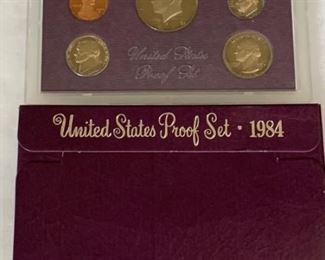 United States
Proof Set
United States Proof Set • 1984